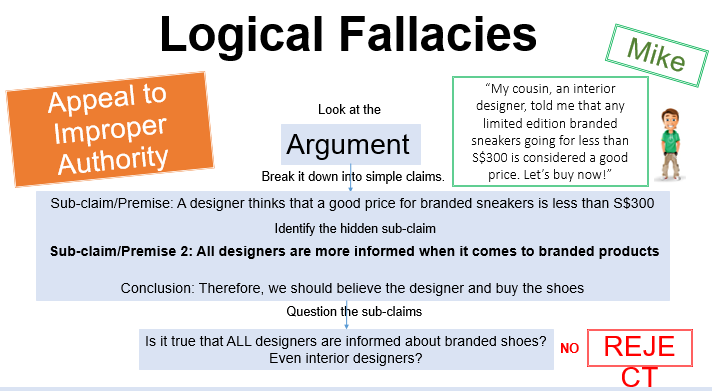 Logical Fallacies
Mike
Appeal to
Improper
Authority
“My cousin, an interior
designer, told me that any
limited edition branded
sneakers going for less than
S$300 is considered a good
price. Let’s buy now!”
Look at the
Argument
Break it down into simple claims.
Sub-claim/Premise: A designer thinks that a good price for branded sneakers is less than S$300
Identify the hidden sub-claim
Sub-claim/Premise 2: All designers are more informed when it comes to branded products
Conclusion: Therefore, we should believe the designer and buy the shoes
Question the sub-claims
Is it true that ALL designers are informed about branded shoes?
Even interior designers?
NO
REJE
CT